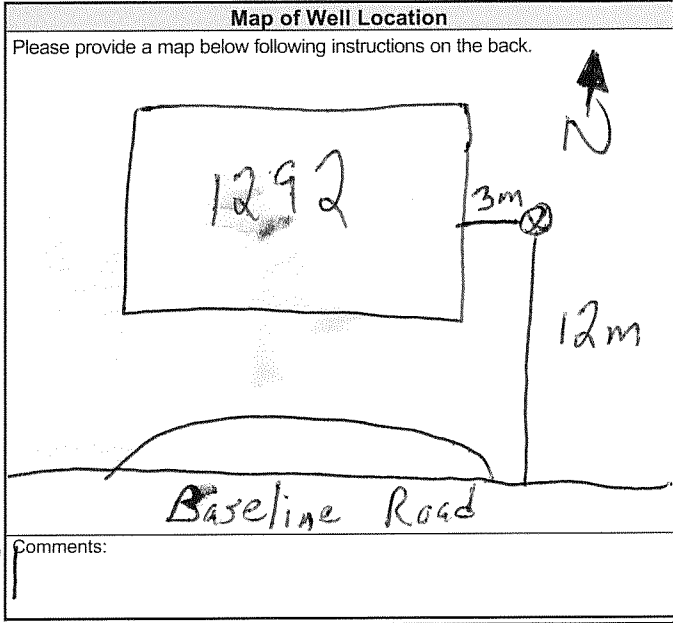 Map of Well Location
Please provide a map below following instructions on the back.
N
1292
3m
12m
Baseline Road
Comments: